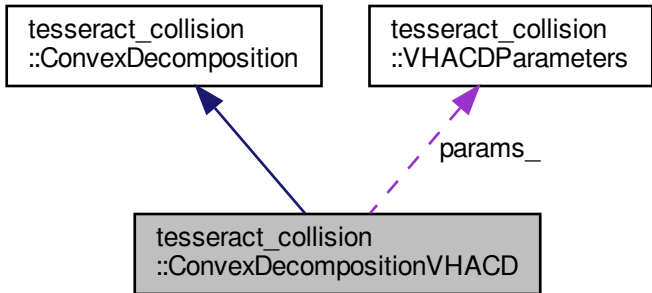 tesseract_collision
::ConvexDecomposition
tesseract_collision
::VHACDParameters
params_
tesseract_collision
::ConvexDecompositionVHACD